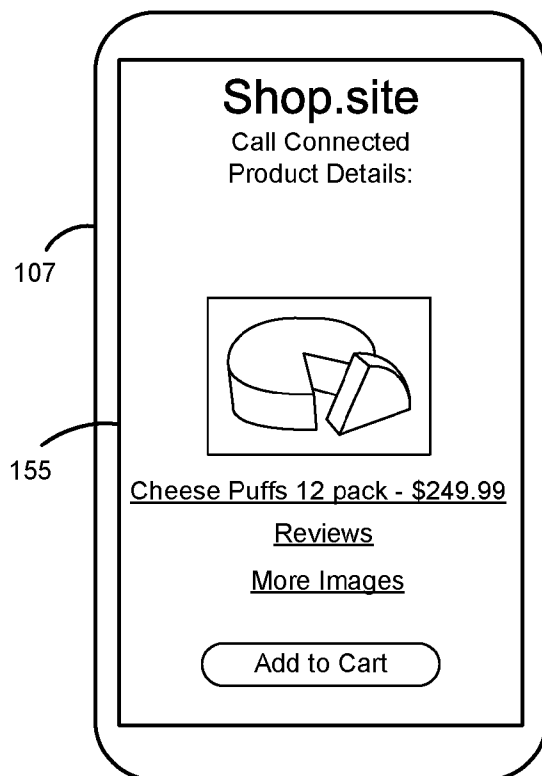 Shop.site
Call Connected
Product Details:
107
155
Cheese Puffs 12 pack - $249.99
Reviews
More Images
Add to Cart